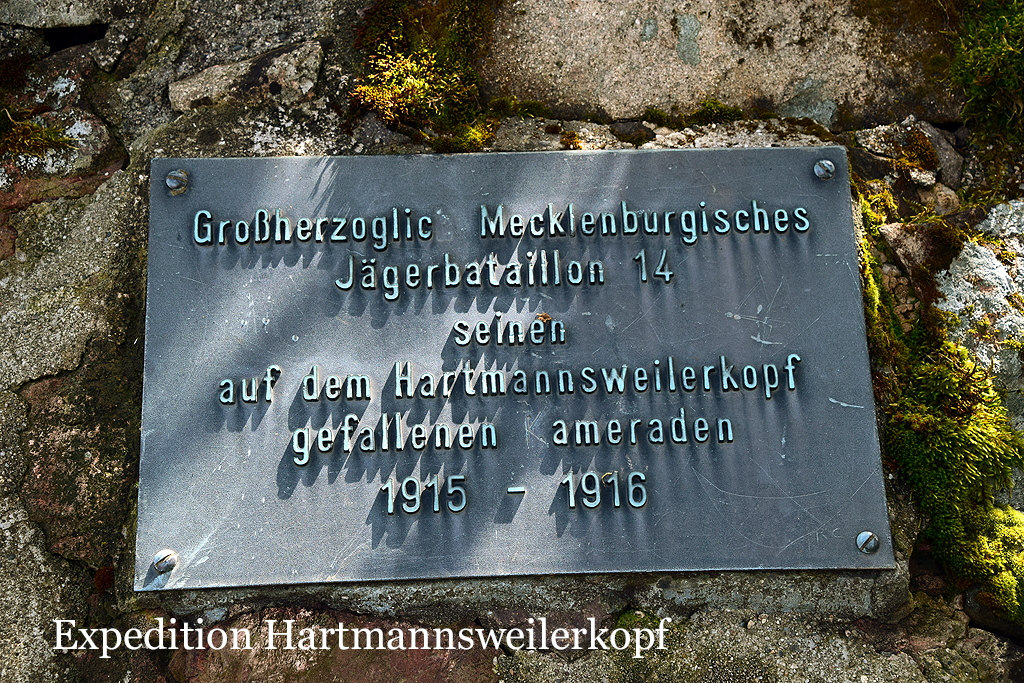 Großherzoglic Mecklenburgisches
Jägerbataillon 14
seinen
auf dem Hartmannsweilerkopf
gefallenen ameraden
1915 - 1916
Expedition Hartmannsweilerkopf